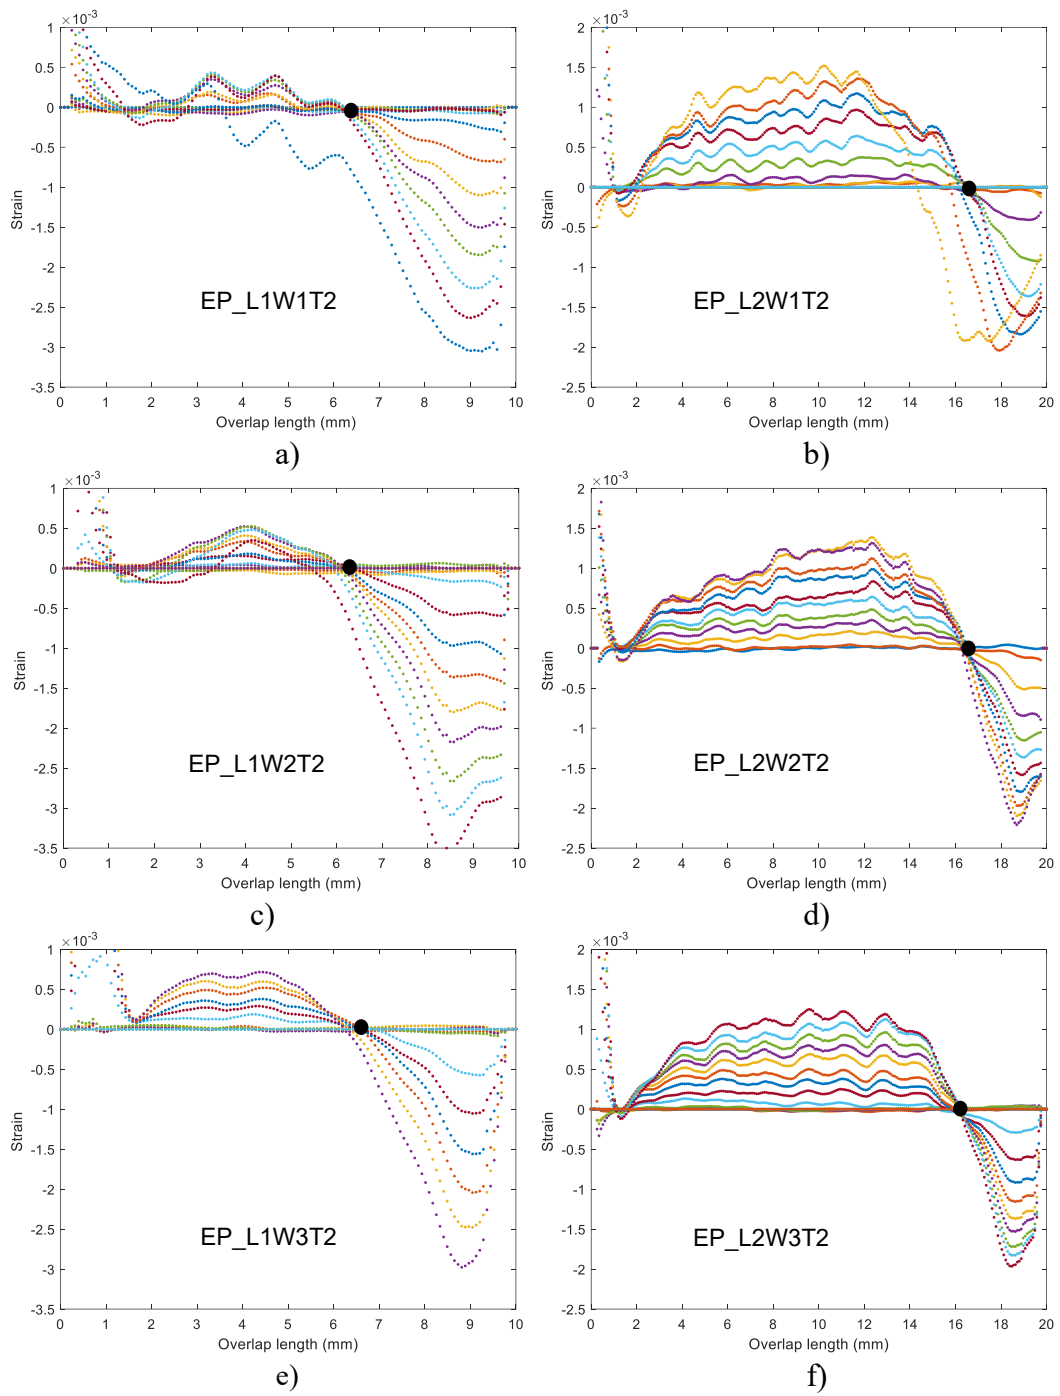 ×10⁻³
1
0.5
0
-0.5
-1
-1.5
-2
-2.5
-3
-3.5
Strain
EP_L1W1T2
0 1 2 3 4 5 6 7 8 9 10
Overlap length (mm)
a)
×10⁻³
2
1.5
1
0.5
0
-0.5
-1
-1.5
-2
-2.5
Strain
EP_L2W1T2
0 2 4 6 8 10 12 14 16 18 20
Overlap length (mm)
b)
×10⁻³
1
0.5
0
-0.5
-1
-1.5
-2
-2.5
-3
-3.5
Strain
EP_L1W2T2
0 1 2 3 4 5 6 7 8 9 10
Overlap length (mm)
c)
×10⁻³
2
1.5
1
0.5
0
-0.5
-1
-1.5
-2
-2.5
Strain
EP_L2W2T2
0 2 4 6 8 10 12 14 16 18 20
Overlap length (mm)
d)
×10⁻³
1
0.5
0
-0.5
-1
-1.5
-2
-2.5
-3
-3.5
Strain
EP_L1W3T2
0 1 2 3 4 5 6 7 8 9 10
Overlap length (mm)
e)
×10⁻³
2
1.5
1
0.5
0
-0.5
-1
-1.5
-2
-2.5
Strain
EP_L2W3T2
0 2 4 6 8 10 12 14 16 18 20
Overlap length (mm)
f)